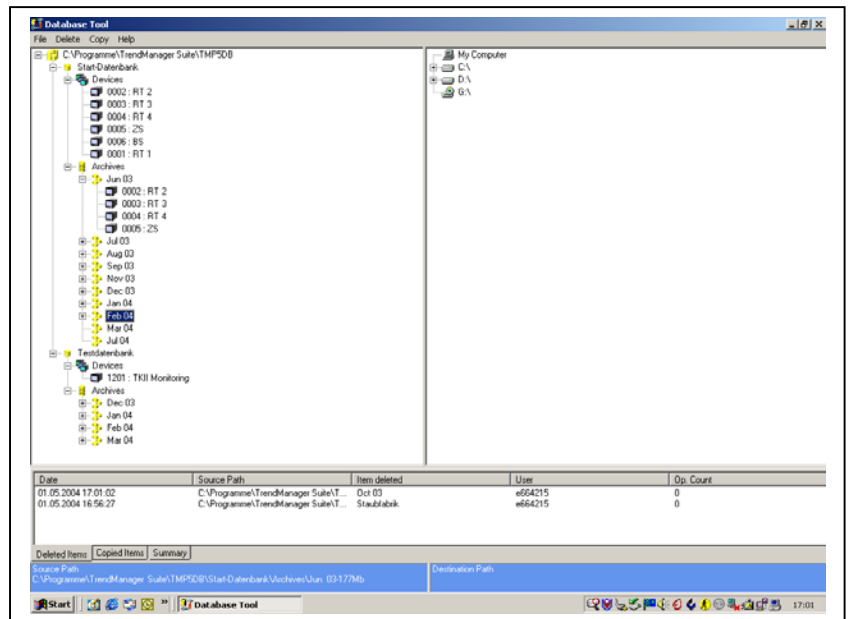 Database Tool
File Delete Copy Help
C:\Programme\TrendManager Suite\TMP5DB
Start-Datenbank
Devices
0002 : RT 2
0003 : RT 3
0004 : RT 4
0005 : ZS
0006 : BS
0001 : RT 1
Archives
Jun 03
0002 : RT 2
0003 : RT 3
0004 : RT 4
0005 : ZS
Jul 03
Aug 03
Sep 03
Nov 03
Dec 03
Jan 04
Feb 04
Mar 04
Jul 04
Testdatenbank
Devices
1201 : TKII Monitoring
Archives
Dec 03
Jan 04
Feb 04
Mar 04
My Computer
C:\
D:\
G:\
Date Source Path Item deleted User Op. Count
01.05.2004 17:01:02 C:\Programme\TrendManager Suite\T... Oct 03 e664215 0
01.05.2004 16:56:27 C:\Programme\TrendManager Suite\T... Staubfabrik e664215 0
Deleted Items Copied Items Summary
Source Path Destination Path
C:\Programme\TrendManager Suite\TMP5DB\Start-Datenbank\Archives\Jun 03-177Mb
Start » Database Tool 17:01